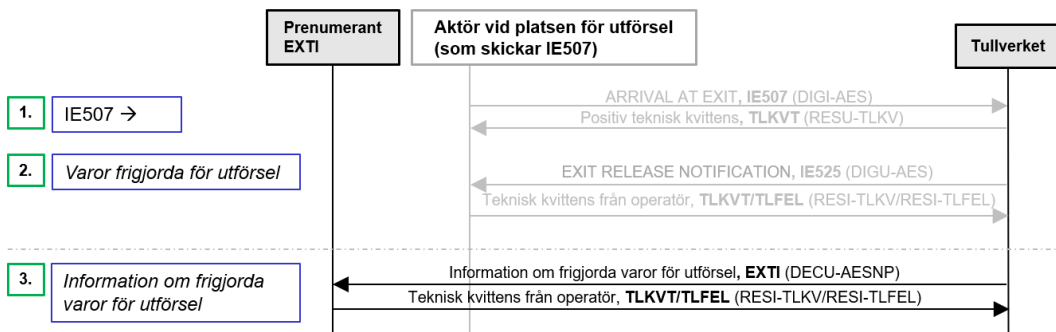 Prenumerant
EXTI
Aktör vid platsen för utförsel
(som skickar IE507)
Tullverket
1.
IE507 →
ARRIVAL AT EXIT, IE507 (DIGI-AES)
Positiv teknisk kvittens, TLKVT (RESU-TLKV)
2.
Varor frigjorda för utförsel
EXIT RELEASE NOTIFICATION, IE525 (DIGU-AES)
Teknisk kvittens från operatör, TLKVT/TLFEL (RESI-TLKV/RESI-TLFEL)
3.
Information om frigjorda
varor för utförsel
Information om frigjorda varor för utförsel, EXTI (DECU-AESNP)
Teknisk kvittens från operatör, TLKVT/TLFEL (RESI-TLKV/RESI-TLFEL)